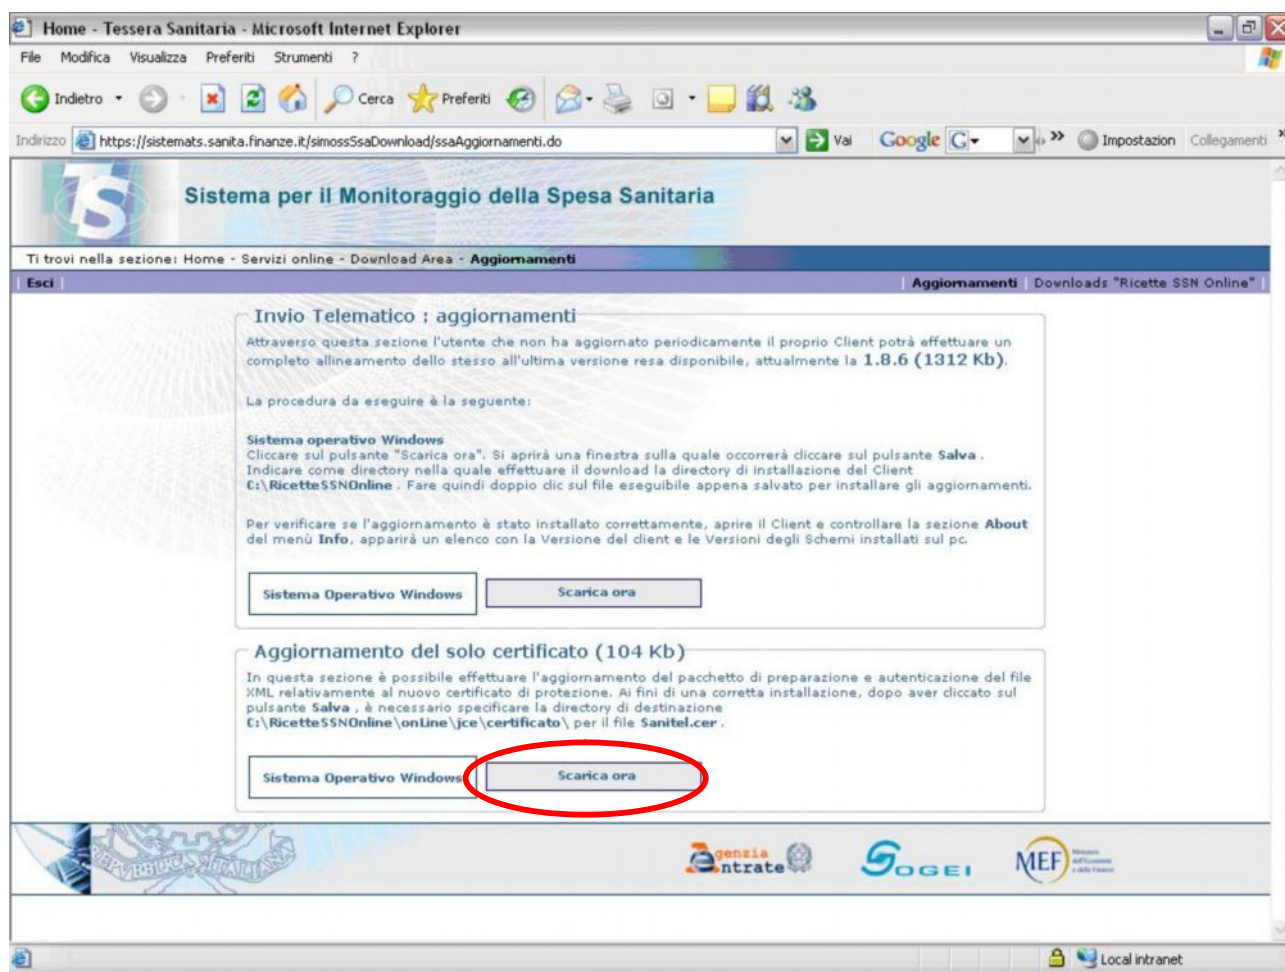 Home - Tessera Sanitaria - Microsoft Internet Explorer
File Modifica Visualizza Preferiti Strumenti ?
Indietro Cerca Preferiti
Indirizzo https://sistemats.sanita.finanze.it/simossSsaDownload/ssaAggiornamenti.do Vai Google G Impostazion Collegamenti
TS
Sistema per il Monitoraggio della Spesa Sanitaria
Ti trovi nella sezione: Home - Servizi online - Download Area - Aggiornamenti
Esci | | Aggiornamenti | Downloads "Ricette SSN Online" |
Invio Telematico : aggiornamenti
Attraverso questa sezione l'utente che non ha aggiornato periodicamente il proprio Client potrà effettuare un
completo allineamento dello stesso all'ultima versione resa disponibile, attualmente la 1.8.6 (1312 Kb).
La procedura da eseguire è la seguente:
Sistema operativo Windows
Cliccare sul pulsante "Scarica ora". Si aprirà una finestra sulla quale occorrerà cliccare sul pulsante Salva .
Indicare come directory nella quale effettuare il download la directory di installazione del Client
C:\RicetteSSNOnline . Fare quindi doppio clic sul file eseguibile appena salvato per installare gli aggiornamenti.
Per verificare se l'aggiornamento è stato installato correttamente, aprire il Client e controllare la sezione About
del menù Info, apparirà un elenco con la Versione del client e le Versioni degli Schemi installati sul pc.
Sistema Operativo Windows Scarica ora
Aggiornamento del solo certificato (104 Kb)
In questa sezione è possibile effettuare l'aggiornamento del pacchetto di preparazione e autenticazione del file
XML relativamente al nuovo certificato di protezione. Ai fini di una corretta installazione, dopo aver cliccato sul
pulsante Salva , è necessario specificare la directory di destinazione
C:\RicetteSSNOnline\onLine\jce\certificato\ per il file Sanitel.cer .
Sistema Operativo Windows Scarica ora
REPVBBLICA ITALIANA
agenzia
entrate
SOGEI
MEF
Local intranet